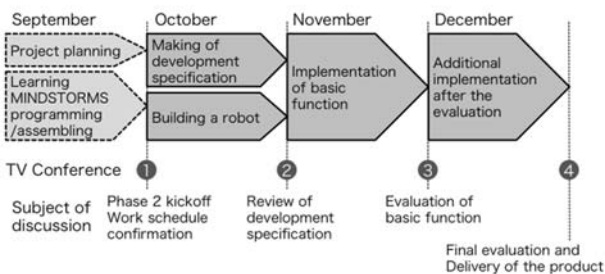 September October November December
Project planning
Learning
MINDSTORMS
programming
/assembling
Making of
development
specification
Building a robot
Implementation
of basic
function
Additional
implementation
after the
evaluation
TV Conference 1 2 3 4
Subject of
discussion
Phase 2 kickoff
Work schedule
confirmation
Review of
development
specification
Evaluation of
basic function
Final evaluation and
Delivery of the product